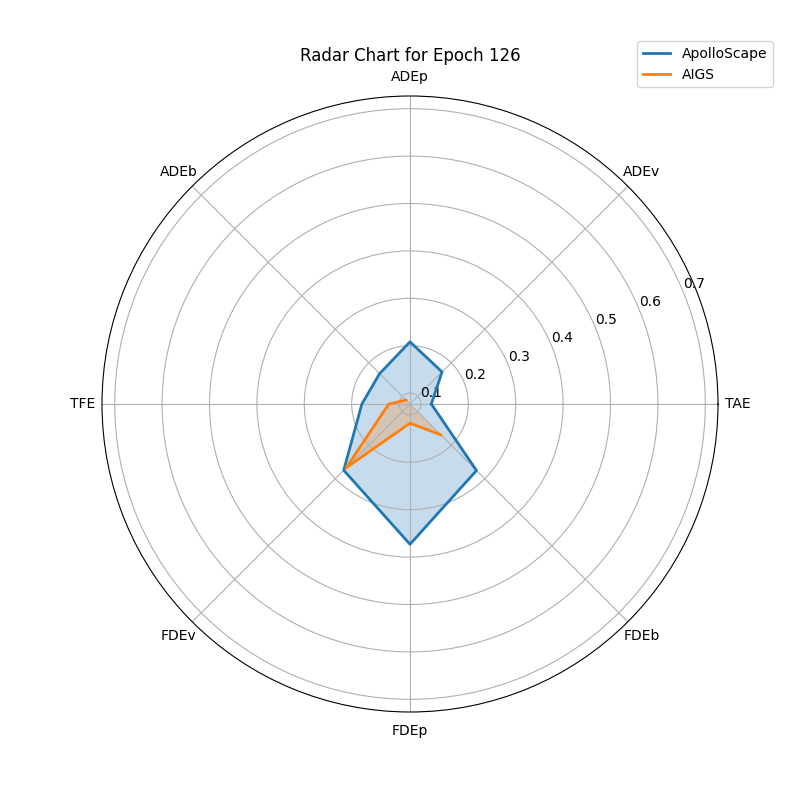 Radar Chart for Epoch 126
ApolloScape
AIGS
ADEp
ADEb
ADEv
0.7
0.6
0.5
0.4
0.3
0.2
0.1
TFE
TAE
FDEv
FDEb
FDEp